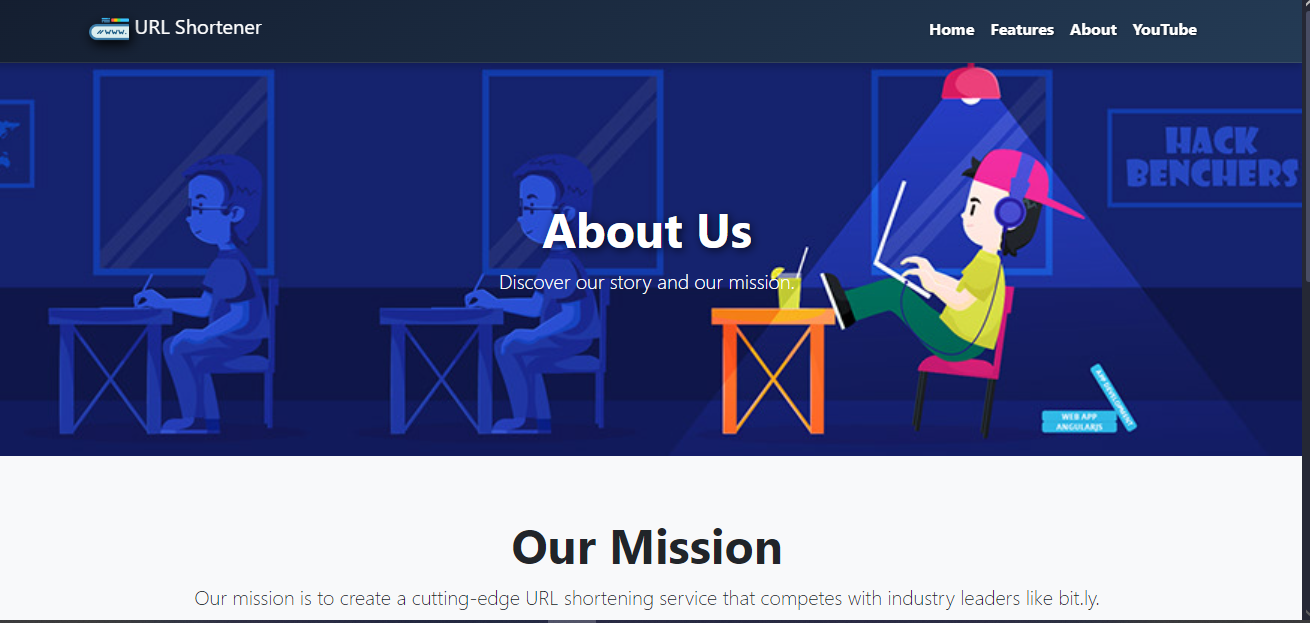 //WWW. URL Shortener
Home Features About YouTube
HACK
BENCHERS
About Us
Discover our story and our mission.
APP DEVELOPMENT
WEB APP
ANGULARJS
Our Mission
Our mission is to create a cutting-edge URL shortening service that competes with industry leaders like bit.ly.